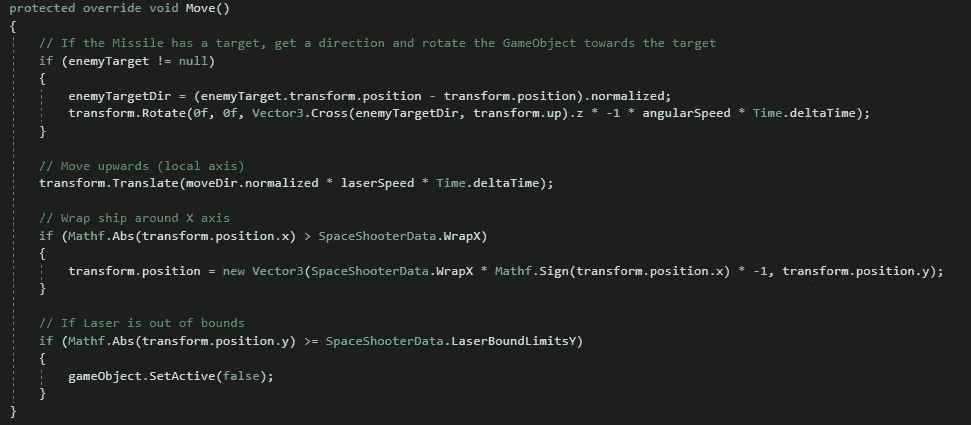 protected override void Move()
{
// If the Missile has a target, get a direction and rotate the GameObject towards the target
if (enemyTarget != null)
{
enemyTargetDir = (enemyTarget.transform.position - transform.position).normalized;
transform.Rotate(0f, 0f, Vector3.Cross(enemyTargetDir, transform.up).z * -1 * angularSpeed * Time.deltaTime);
}
// Move upwards (local axis)
transform.Translate(moveDir.normalized * laserSpeed * Time.deltaTime);
// Wrap ship around X axis
if (Mathf.Abs(transform.position.x) > SpaceShooterData.WrapX)
{
transform.position = new Vector3(SpaceShooterData.WrapX * Mathf.Sign(transform.position.x) * -1, transform.position.y);
}
// If Laser is out of bounds
if (Mathf.Abs(transform.position.y) >= SpaceShooterData.LaserBoundLimitsY)
{
gameObject.SetActive(false);
}
}